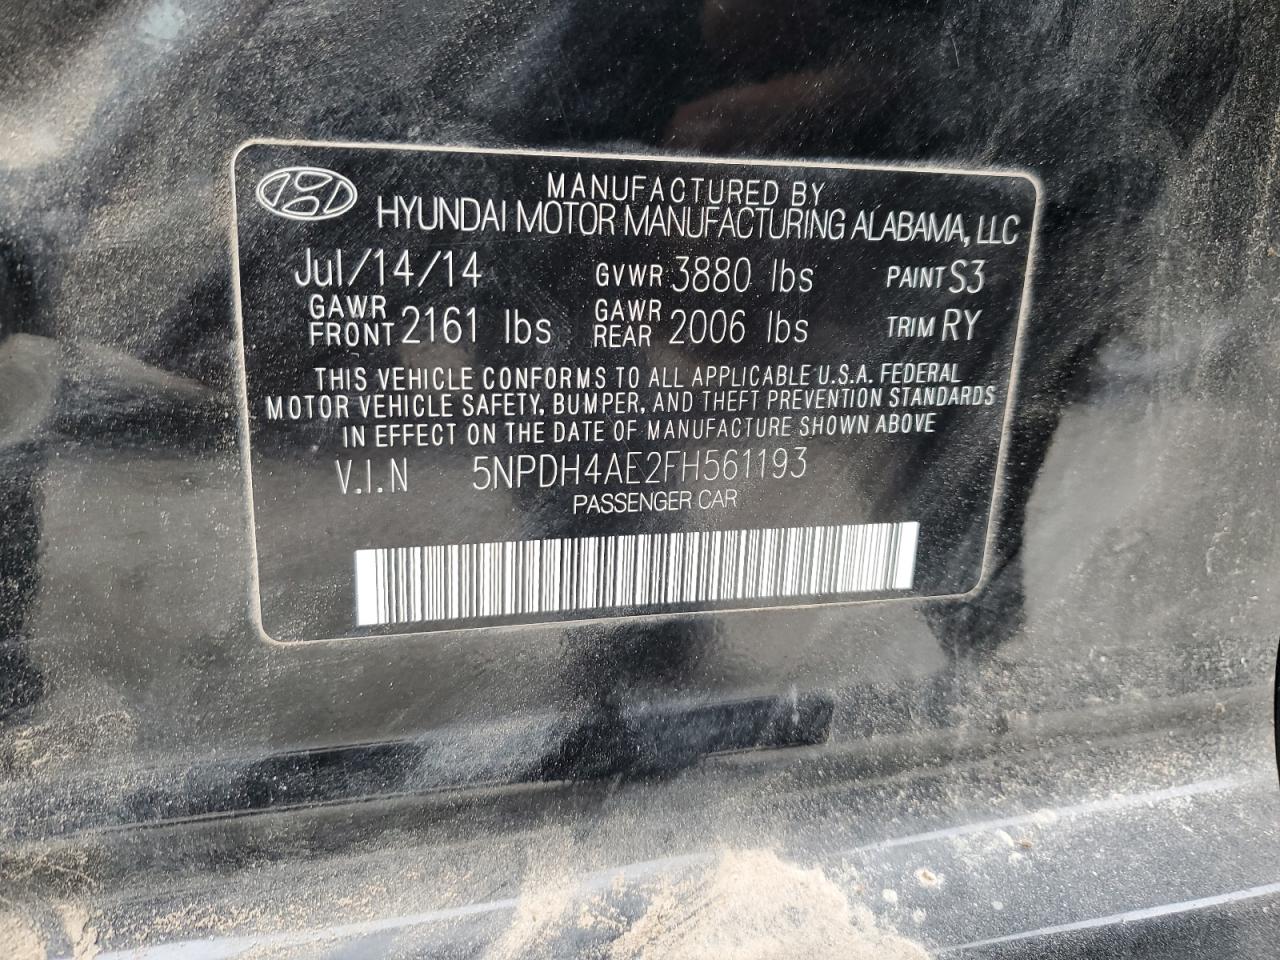 MANUFACTURED BY
HYUNDAI MOTOR MANUFACTURING ALABAMA, LLC
Jul/14/14 GVWR 3880 lbs PAINT S3
GAWR FRONT 2161 lbs GAWR REAR 2006 lbs TRIM RY
THIS VEHICLE CONFORMS TO ALL APPLICABLE U.S.A. FEDERAL
MOTOR VEHICLE SAFETY, BUMPER, AND THEFT PREVENTION STANDARDS
IN EFFECT ON THE DATE OF MANUFACTURE SHOWN ABOVE
V.I.N 5NPDH4AE2FH561193
PASSENGER CAR